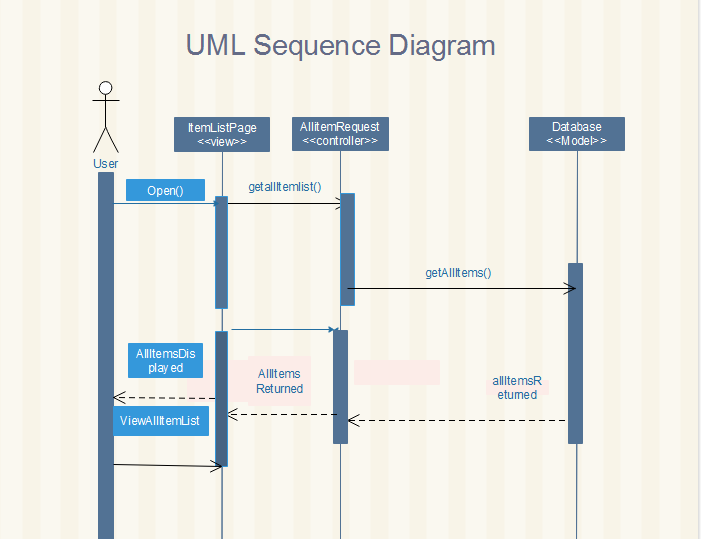 UML Sequence Diagram
User
ItemListPage
<<view>>
AllitemRequest
<<controller>>
Database
<<Model>>
Open()
getallItemlist()
getAllItems()
AllItemsDis
played
AllItems
Returned
allItemsR
eturned
ViewAllItemList